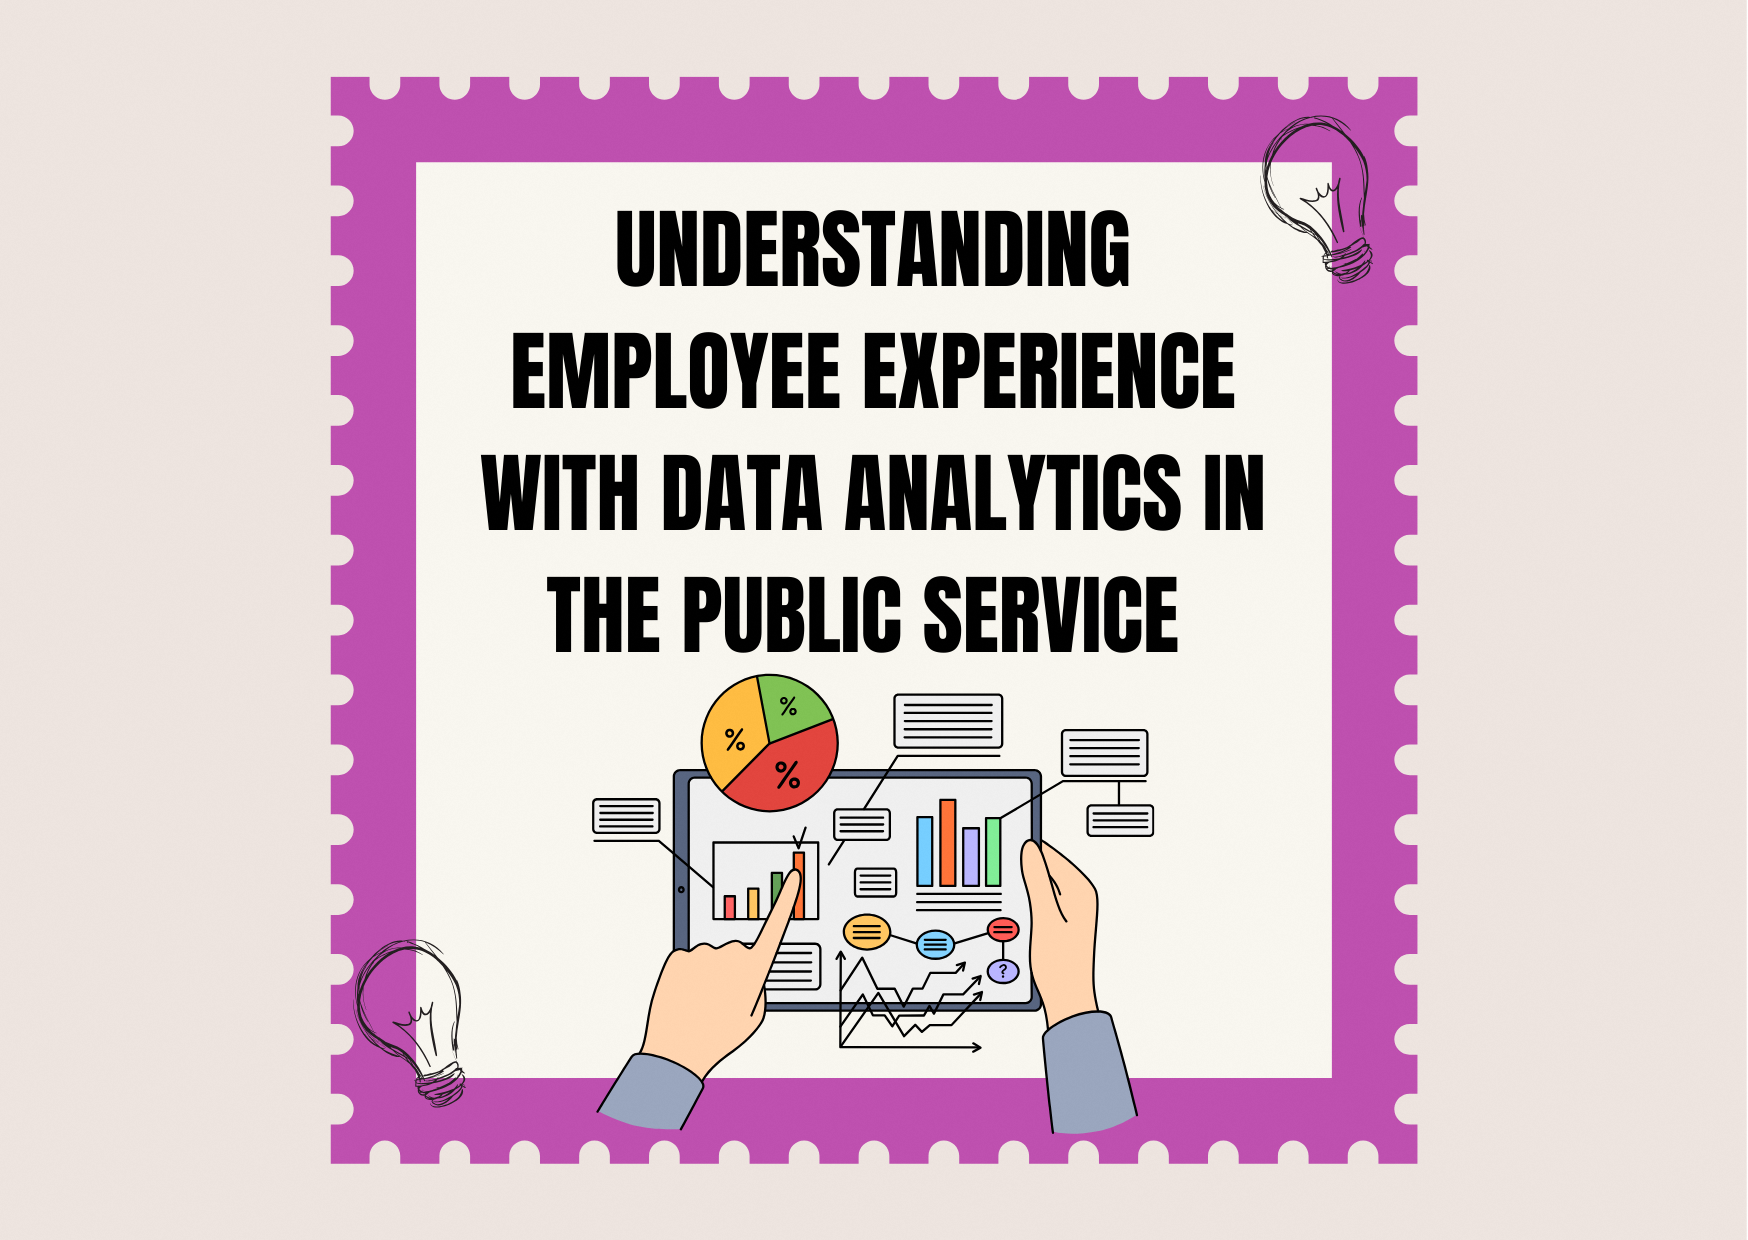 UNDERSTANDING
EMPLOYEE EXPERIENCE
WITH DATA ANALYTICS IN
THE PUBLIC SERVICE
%
%
%
?